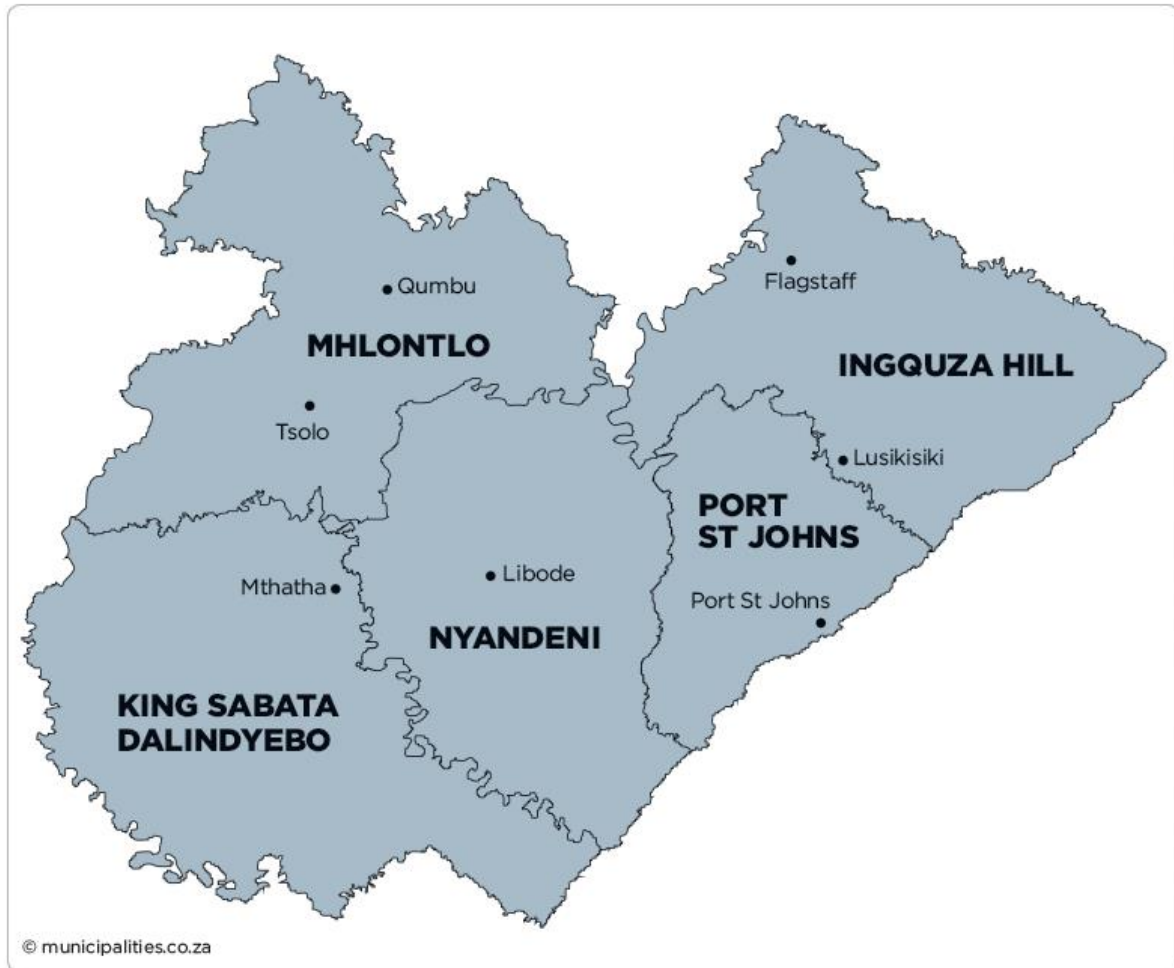 Qumbu
Flagstaff
MHLONTLO
INGQUZA HILL
Tsolo
Lusikisiki
PORT
ST JOHNS
Libode
Mthatha
Port St Johns
NYANDENI
KING SABATA
DALINDYEBO
© municipalities.co.za